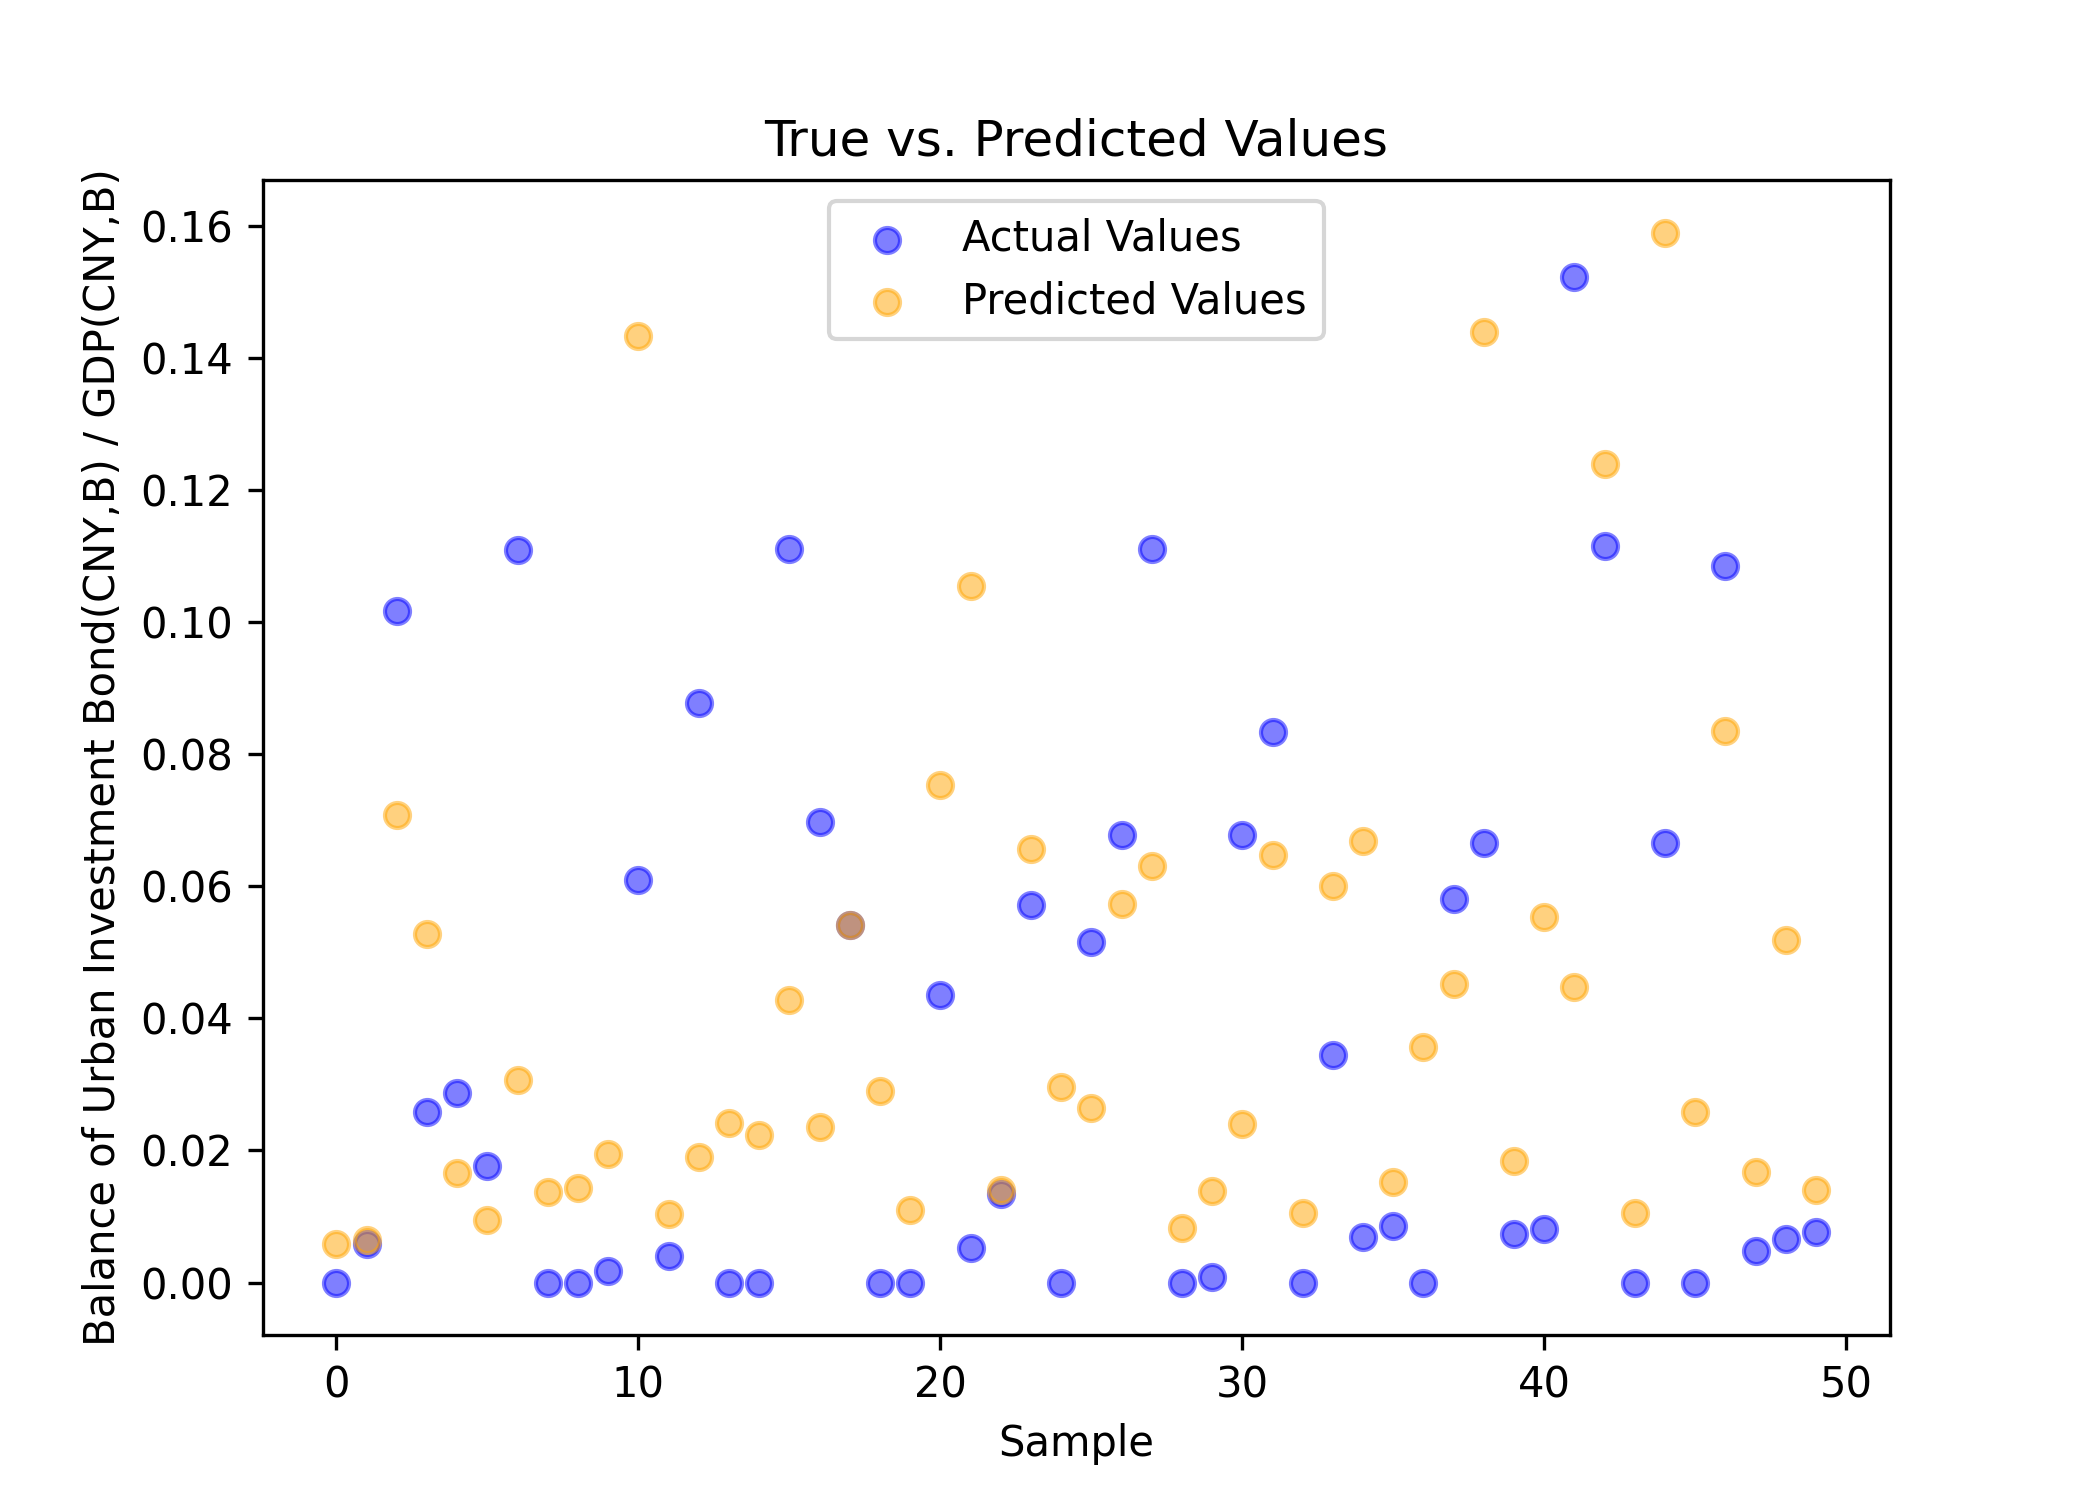 True vs. Predicted Values
Actual Values
Predicted Values
Balance of Urban Investment Bond(CNY,B) / GDP(CNY,B)
0.16
0.14
0.12
0.10
0.08
0.06
0.04
0.02
0.00
0 10 20 30 40 50
Sample